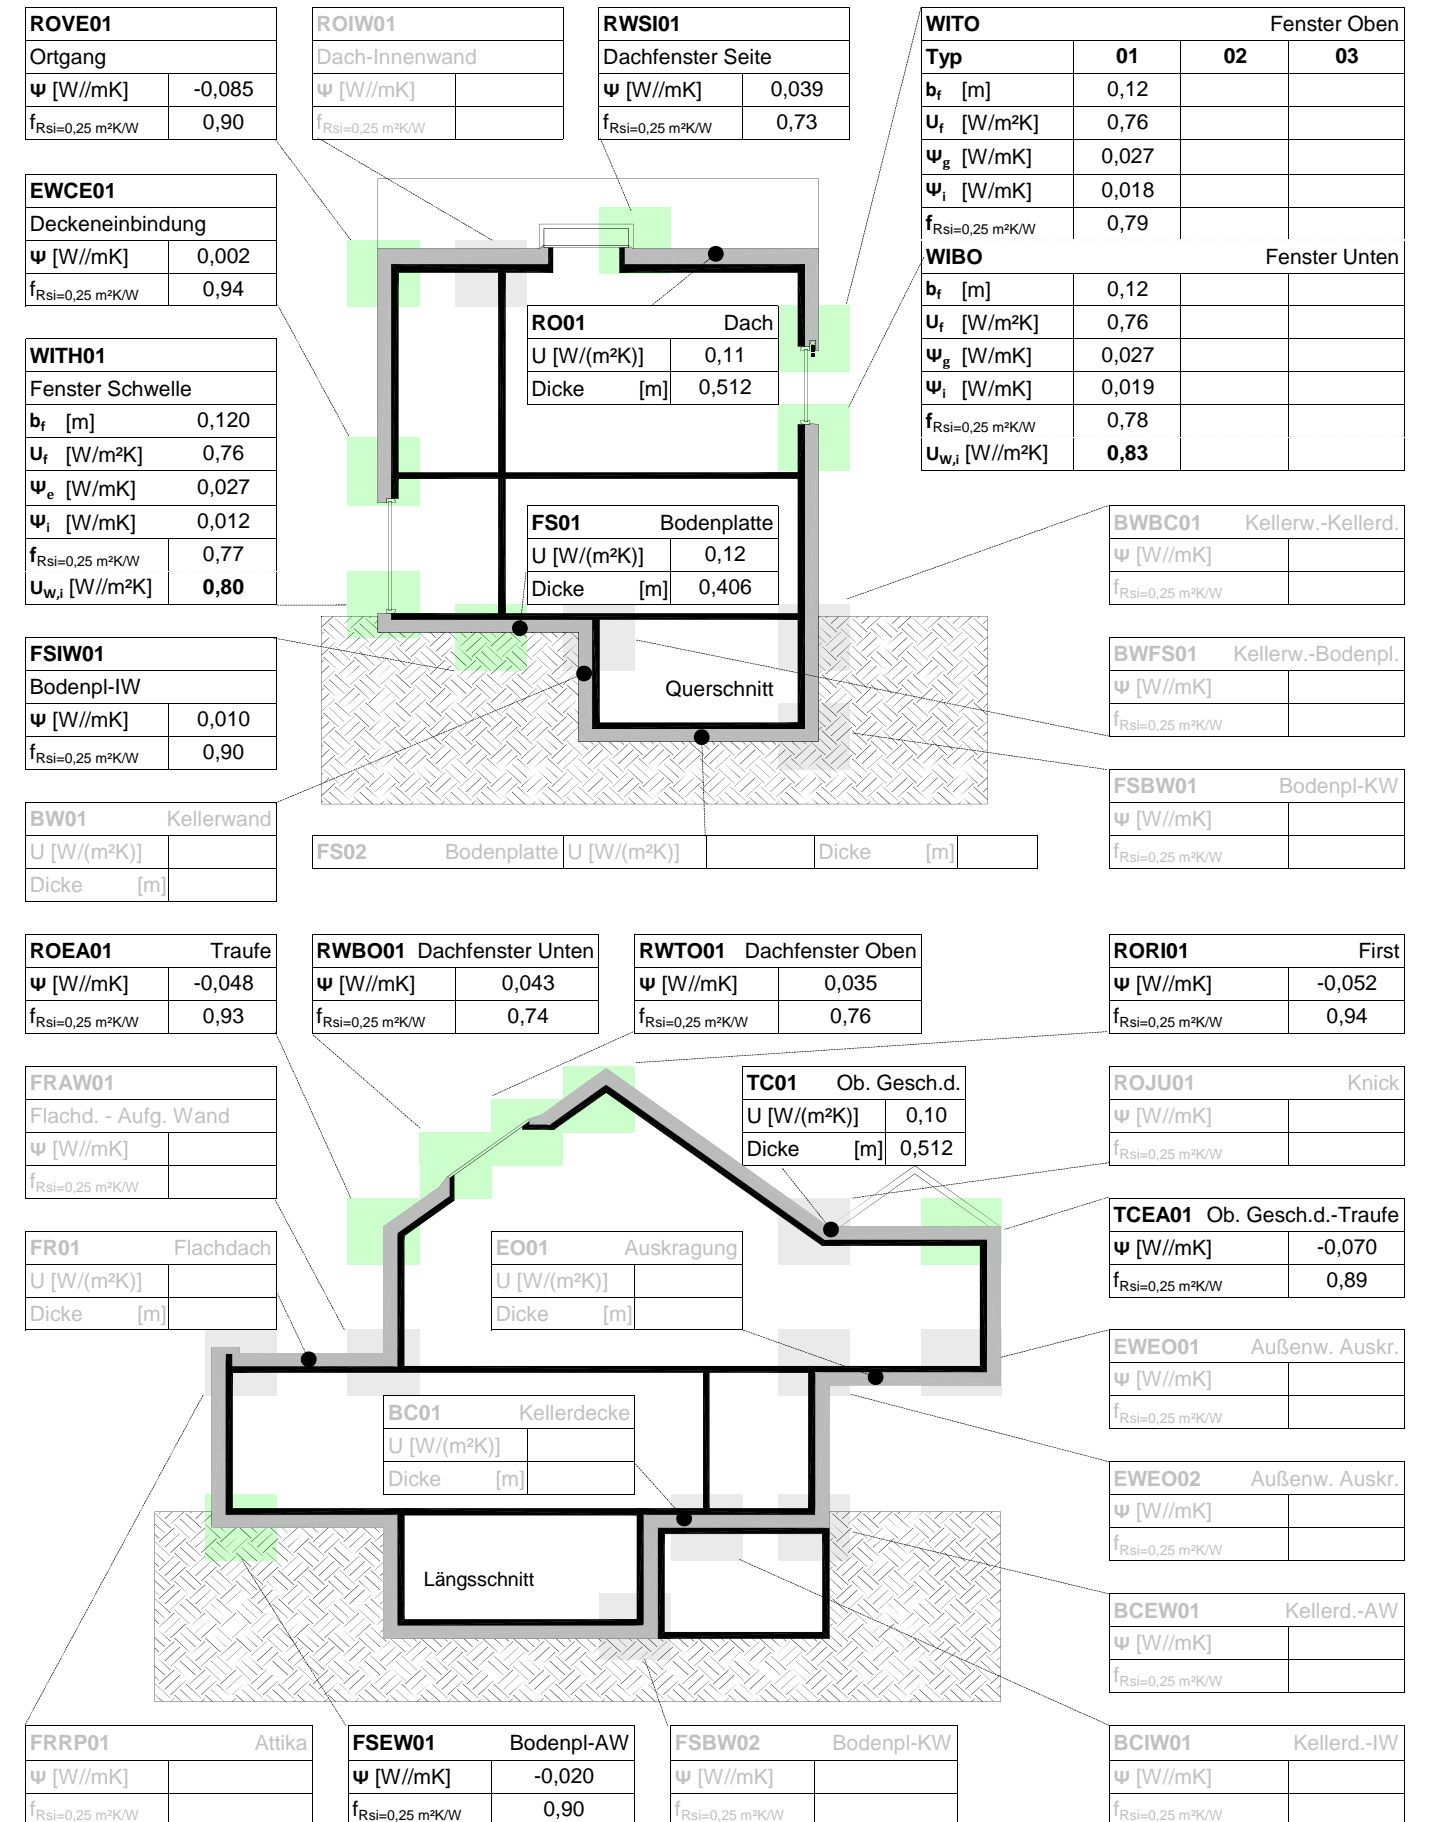 ROVE01
Ortgang
Ψ [W//mK] -0,085
fRsi=0,25 m²K/W 0,90
ROIW01
Dach-Innenwand
Ψ [W//mK]
fRsi=0,25 m²K/W
RWSI01
Dachfenster Seite
Ψ [W//mK] 0,039
fRsi=0,25 m²K/W 0,73
WITO Fenster Oben
Typ 01 02 03
bf [m] 0,12
Uf [W/m²K] 0,76
Ψg [W/mK] 0,027
Ψi [W/mK] 0,018
fRsi=0,25 m²K/W 0,79
WIBO Fenster Unten
bf [m] 0,12
Uf [W/m²K] 0,76
Ψg [W/mK] 0,027
Ψi [W/mK] 0,019
fRsi=0,25 m²K/W 0,78
UW,i [W//m²K] 0,83
EWCE01
Deckeneinbindung
Ψ [W//mK] 0,002
fRsi=0,25 m²K/W 0,94
RO01 Dach
U [W/(m²K)] 0,11
Dicke [m] 0,512
WITH01
Fenster Schwelle
bf [m] 0,120
Uf [W/m²K] 0,76
Ψe [W/mK] 0,027
Ψi [W/mK] 0,012
fRsi=0,25 m²K/W 0,77
UW,i [W//m²K] 0,80
FS01 Bodenplatte
U [W/(m²K)] 0,12
Dicke [m] 0,406
BWBC01 Kellerw.-Kellerd.
Ψ [W//mK]
fRsi=0,25 m²K/W
FSIW01
Bodenpl-IW
Ψ [W//mK] 0,010
fRsi=0,25 m²K/W 0,90
Querschnitt
BWFS01 Kellerw.-Bodenpl.
Ψ [W//mK]
fRsi=0,25 m²K/W
FSBW01 Bodenpl-KW
Ψ [W//mK]
fRsi=0,25 m²K/W
BW01 Kellerwand
U [W/(m²K)]
Dicke [m]
FS02 Bodenplatte U [W/(m²K)] Dicke [m]
ROEA01 Traufe
Ψ [W//mK] -0,048
fRsi=0,25 m²K/W 0,93
RWBO01 Dachfenster Unten
Ψ [W//mK] 0,043
fRsi=0,25 m²K/W 0,74
RWTO01 Dachfenster Oben
Ψ [W//mK] 0,035
fRsi=0,25 m²K/W 0,76
RORI01 First
Ψ [W//mK] -0,052
fRsi=0,25 m²K/W 0,94
FRAW01
Flachd. - Aufg. Wand
Ψ [W//mK]
fRsi=0,25 m²K/W
TC01 Ob. Gesch.d.
U [W/(m²K)] 0,10
Dicke [m] 0,512
ROJU01 Knick
Ψ [W//mK]
fRsi=0,25 m²K/W
TCEA01 Ob. Gesch.d.-Traufe
Ψ [W//mK] -0,070
fRsi=0,25 m²K/W 0,89
FR01 Flachdach
U [W/(m²K)]
Dicke [m]
EO01 Auskragung
U [W/(m²K)]
Dicke [m]
EWEO01 Außenw. Auskr.
Ψ [W//mK]
fRsi=0,25 m²K/W
BC01 Kellerdecke
U [W/(m²K)]
Dicke [m]
EWEO02 Außenw. Auskr.
Ψ [W//mK]
fRsi=0,25 m²K/W
Längsschnitt
BCEW01 Kellerd.-AW
Ψ [W//mK]
fRsi=0,25 m²K/W
FRRP01 Attika
Ψ [W//mK]
fRsi=0,25 m²K/W
FSEW01 Bodenpl-AW
Ψ [W//mK] -0,020
fRsi=0,25 m²K/W 0,90
FSBW02 Bodenpl-KW
Ψ [W//mK]
fRsi=0,25 m²K/W
BCIW01 Kellerd.-IW
Ψ [W//mK]
fRsi=0,25 m²K/W